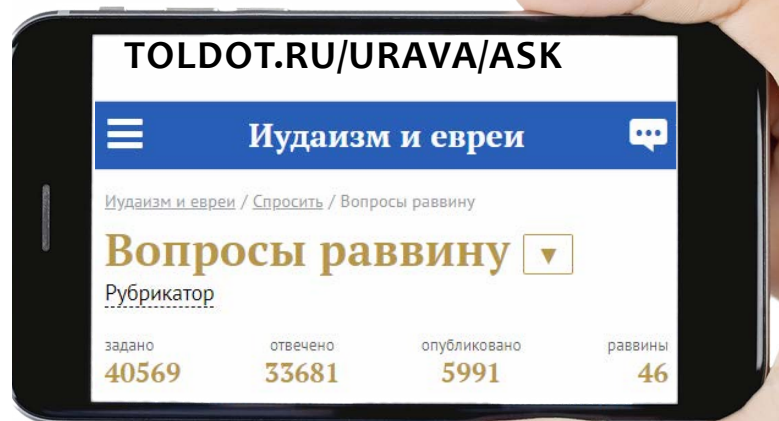 TOLDOT.RU/URAVA/ASK
Иудаизм и евреи
Иудаизм и евреи / Спросить / Вопросы раввину
Вопросы раввину
Рубрикатор
задано отвечено опубликовано раввины
40569 33681 5991 46